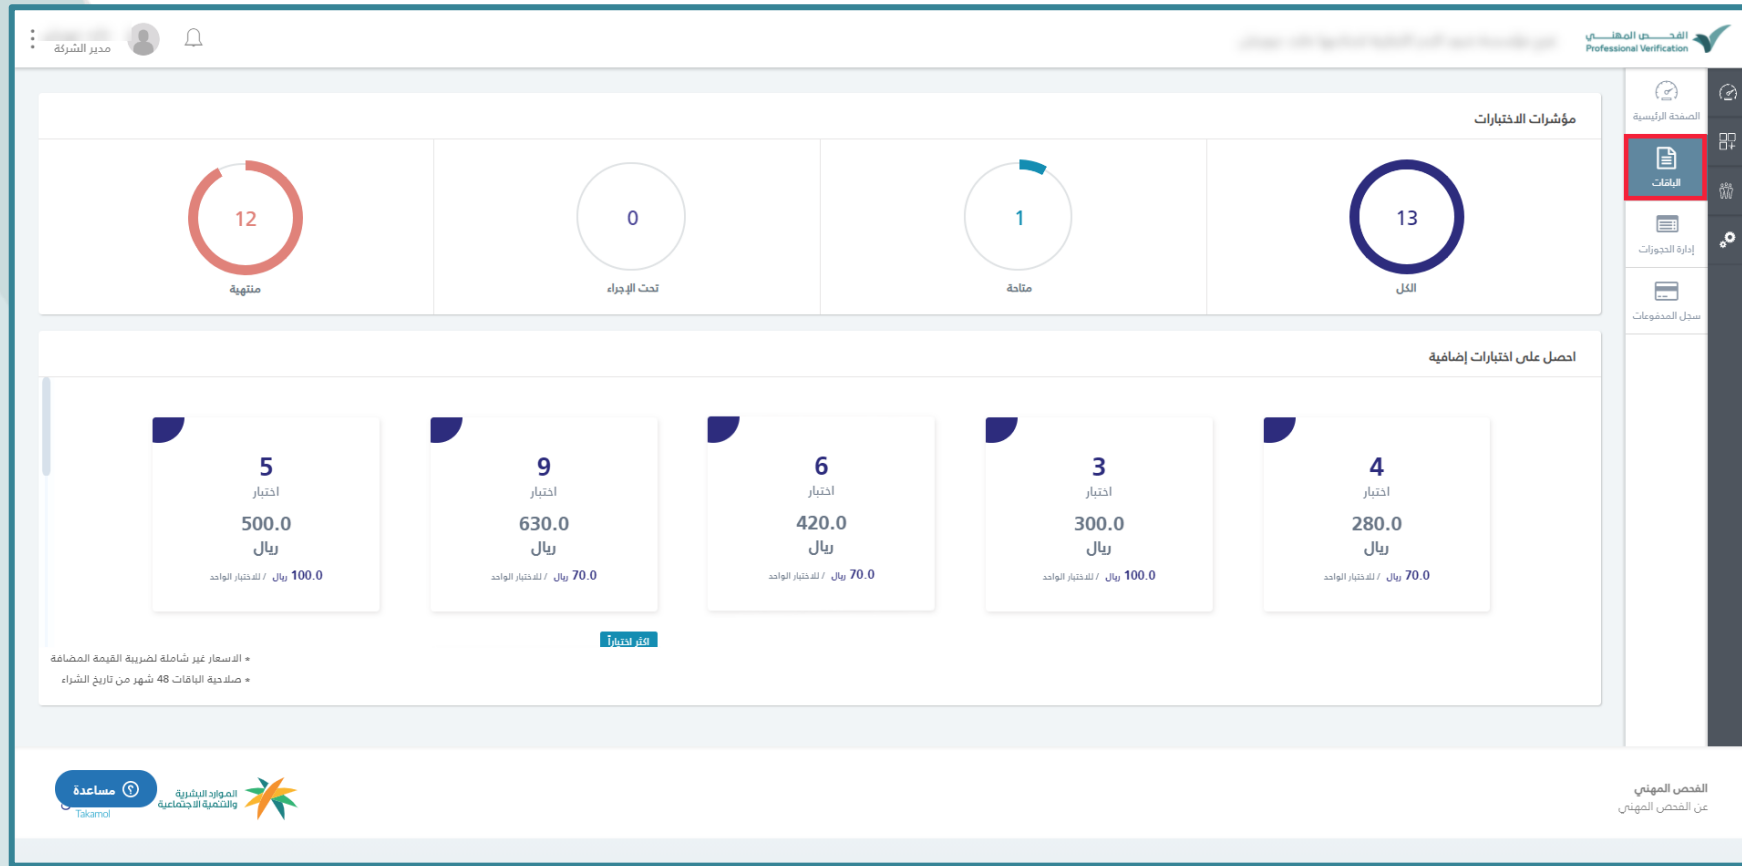 الفحـــص المهنـــي
Professional Verification
مدير الشركة
الصفحة الرئيسية
الباقات
إدارة الحجوزات
سجل المدفوعات
مؤشرات الاختبارات
13
الكل
1
متاحة
0
تحت الإجراء
12
منتهية
احصل على اختبارات إضافية
4
اختبار
280.0
ريال
70.0 ريال / للاختبار الواحد
3
اختبار
300.0
ريال
100.0 ريال / للاختبار الواحد
6
اختبار
420.0
ريال
70.0 ريال / للاختبار الواحد
9
اختبار
630.0
ريال
70.0 ريال / للاختبار الواحد
5
اختبار
500.0
ريال
100.0 ريال / للاختبار الواحد
اكثر اختياراً
* الاسعار غير شاملة لضريبة القيمة المضافة
* صلاحية الباقات 48 شهر من تاريخ الشراء
الفحص المهني
عن الفحص المهني
الموارد البشرية
والتنمية الاجتماعية
مساعدة
Takamol